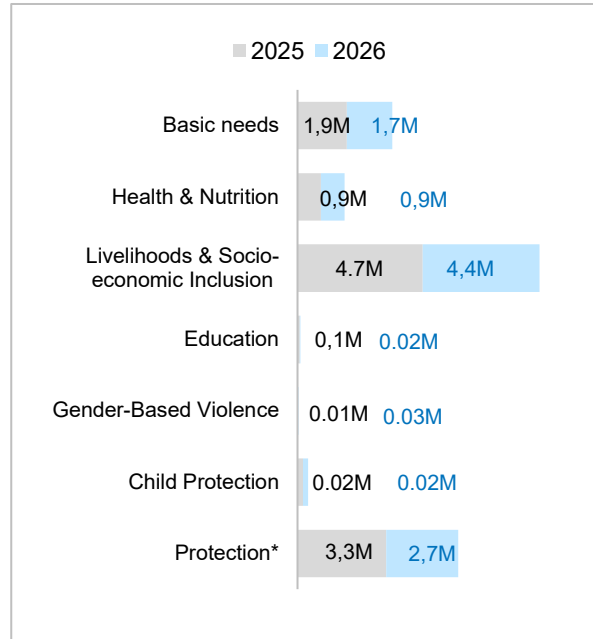 2025 2026
Basic needs 1,9M 1,7M
Health & Nutrition 0,9M 0,9M
Livelihoods & Socio-
economic Inclusion 4.7M 4,4M
Education 0,1M 0.02M
Gender-Based Violence 0.01M 0.03M
Child Protection 0.02M 0.02M
Protection* 3,3M 2,7M